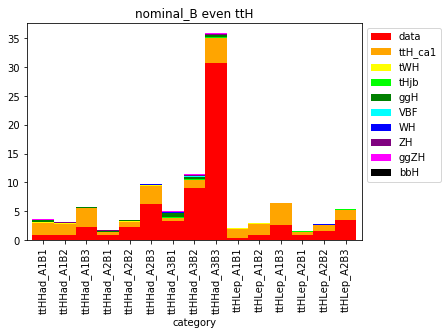 nominal_B even ttH
35
30
25
20
15
10
5
0
data
ttH_ca1
tWH
tHjb
ggH
VBF
WH
ZH
ggZH
bbH
ttHHad_A1B1
ttHHad_A1B2
ttHHad_A1B3
ttHHad_A2B1
ttHHad_A2B2
ttHHad_A2B3
ttHHad_A3B1
ttHHad_A3B2
ttHHad_A3B3
ttHLep_A1B1
ttHLep_A1B2
ttHLep_A1B3
ttHLep_A2B1
ttHLep_A2B2
ttHLep_A2B3
category